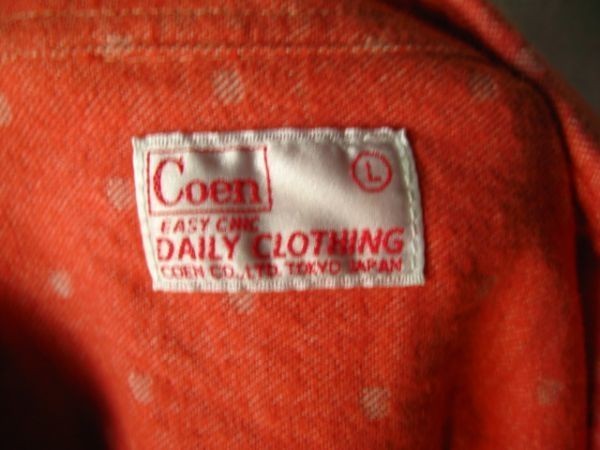 Coen L
EASY CHIC
DAILY CLOTHING
COEN CO., LTD. TOKYO JAPAN